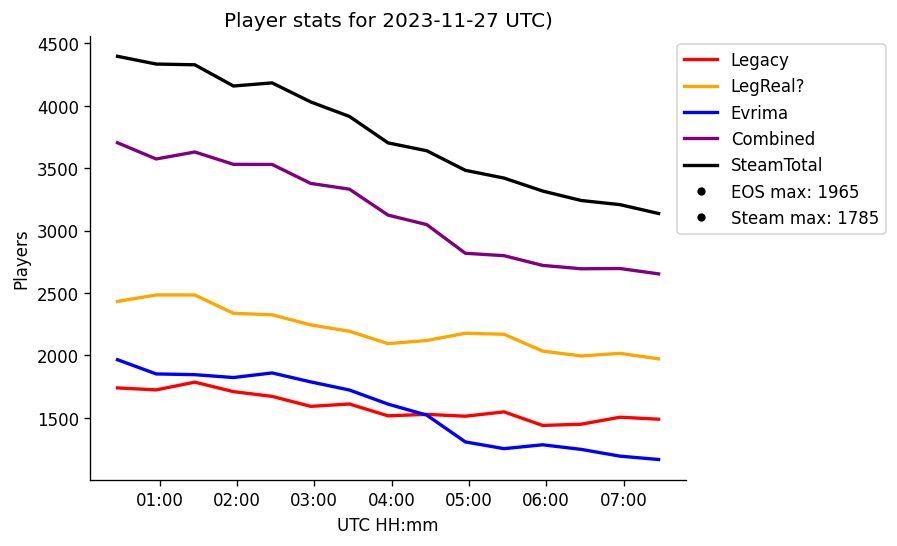 Player stats for 2023-11-27 UTC)
4500
4000
3500
3000
2500
2000
1500
Players
01:00 02:00 03:00 04:00 05:00 06:00 07:00
UTC HH:mm
Legacy
LegReal?
Evrima
Combined
SteamTotal
EOS max: 1965
Steam max: 1785